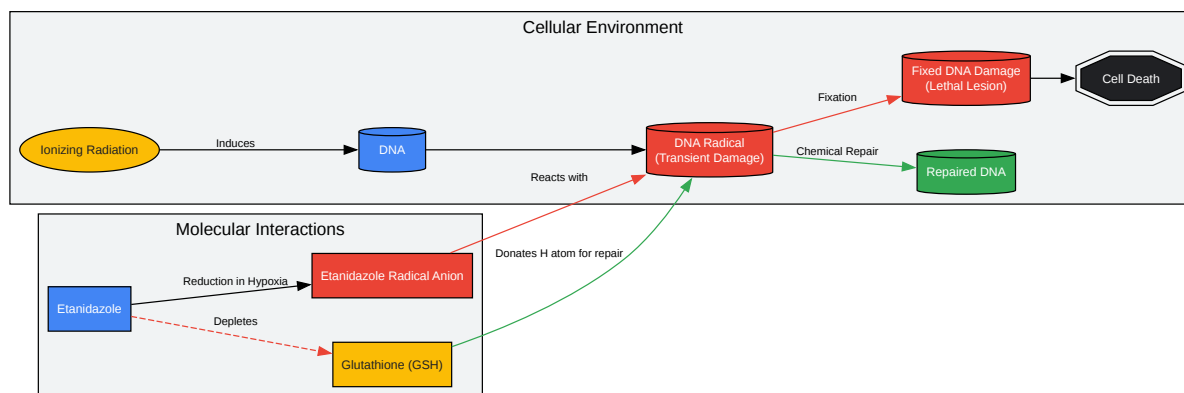 Cellular Environment
Ionizing Radiation
Induces
DNA
DNA Radical
(Transient Damage)
Fixation
Fixed DNA Damage
(Lethal Lesion)
Cell Death
Chemical Repair
Repaired DNA
Reacts with
Donates H atom for repair
Molecular Interactions
Etanidazole
Reduction in Hypoxia
Etanidazole Radical Anion
Depletes
Glutathione (GSH)